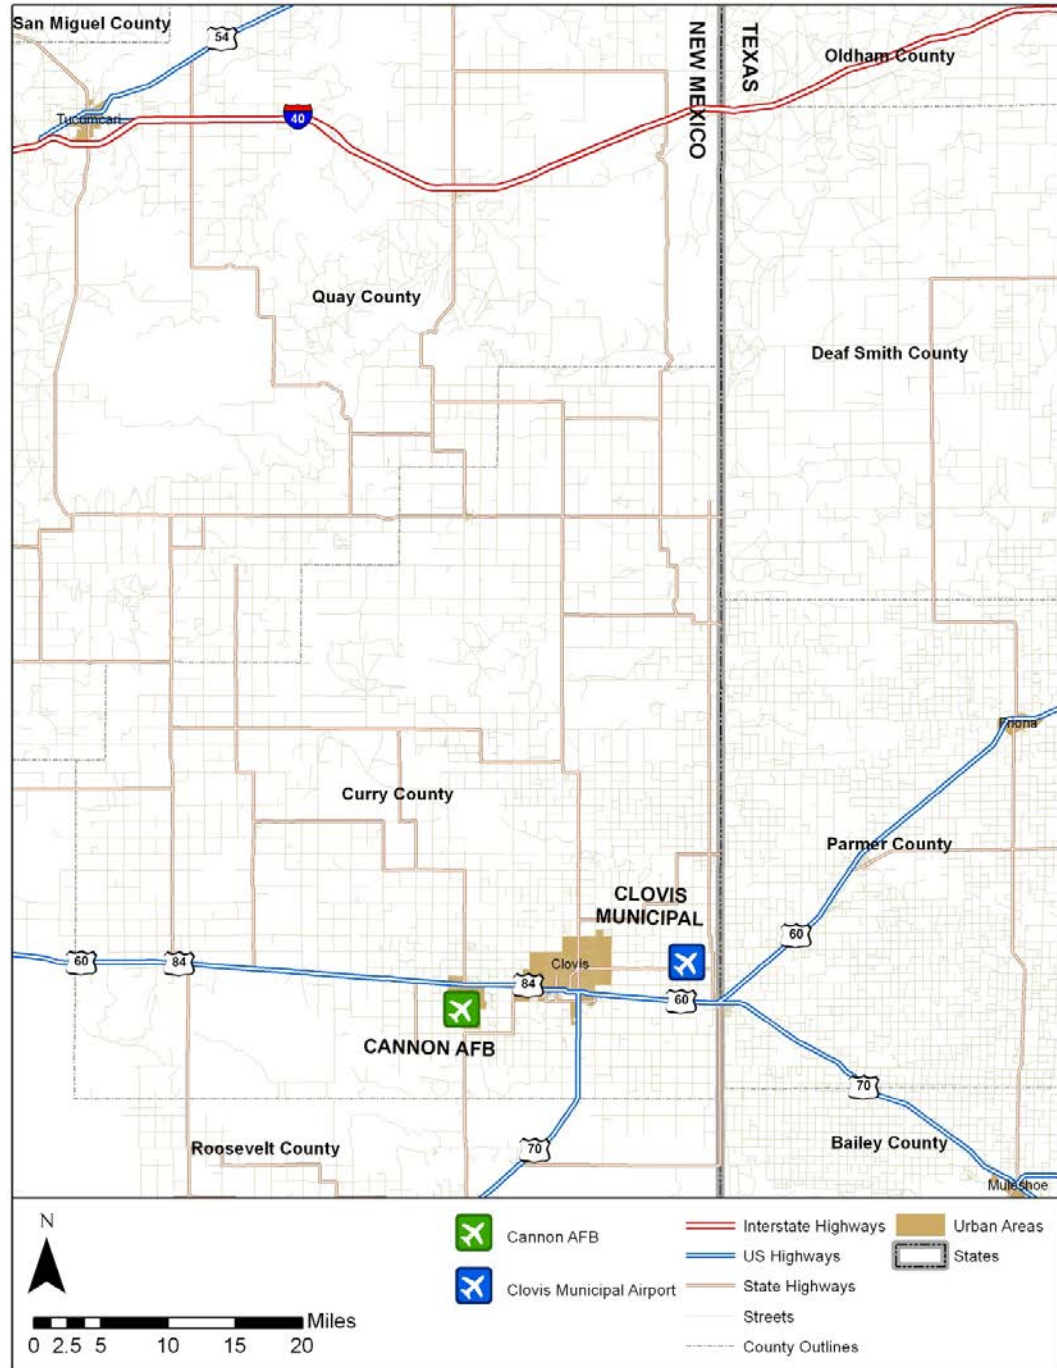 San Miguel County
54
NEW MEXICO
TEXAS
Oldham County
Tucumcari
40
Quay County
Deaf Smith County
Friona
Curry County
Parmer County
CLOVIS
MUNICIPAL
60
60
84
Clovis
84
60
CANNON AFB
70
Roosevelt County
70
Bailey County
Muleshoe
N
Cannon AFB
Clovis Municipal Airport
Interstate Highways
US Highways
State Highways
Streets
County Outlines
Urban Areas
States
Miles
0 2.5 5 10 15 20